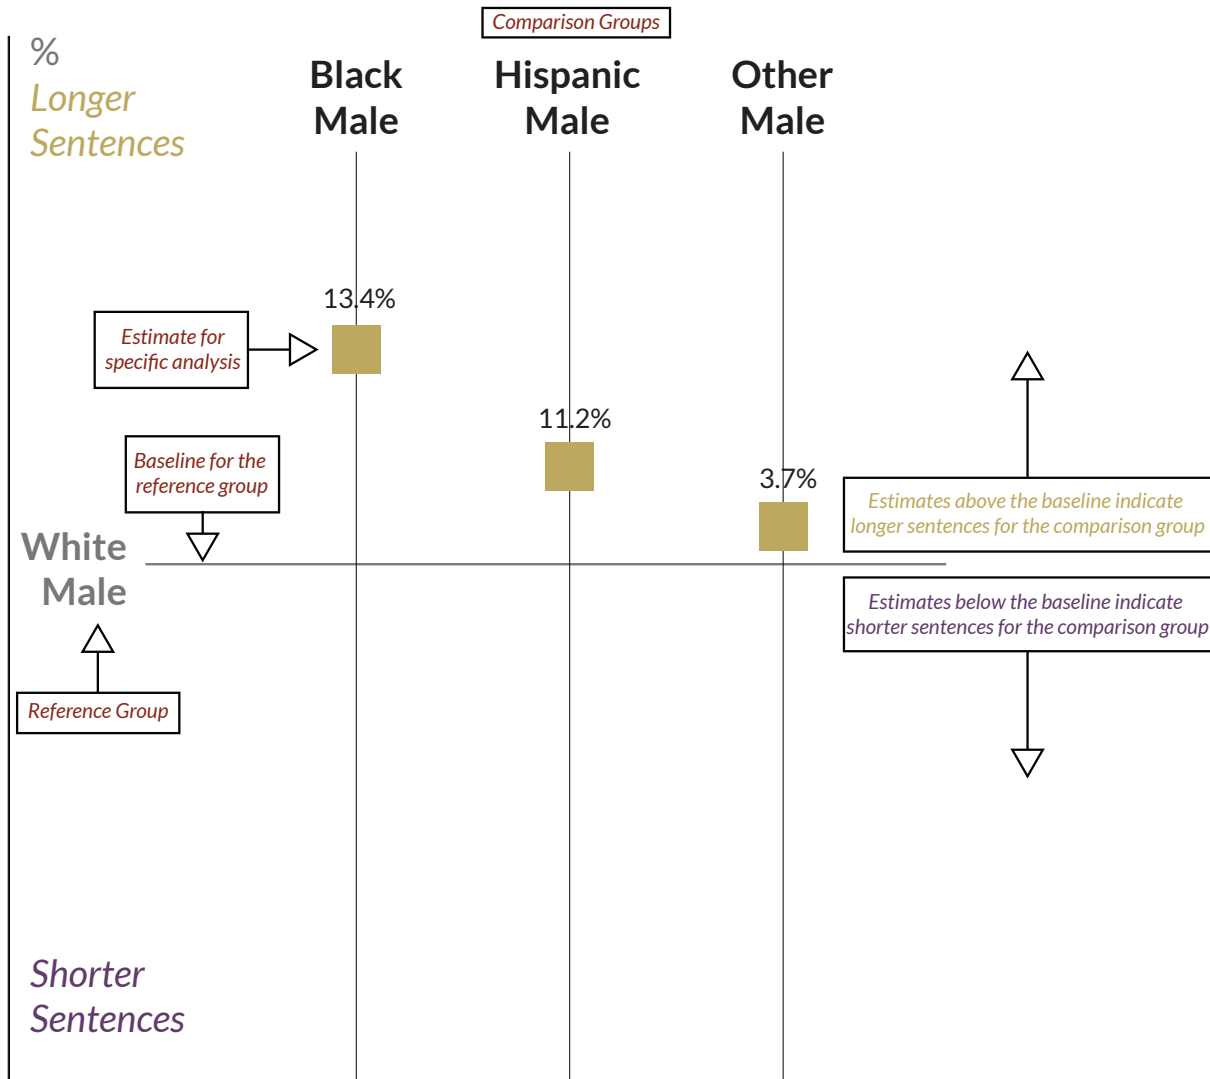 Comparison Groups
%
Longer
Sentences
Black
Male
Hispanic
Male
Other
Male
13.4%
Estimate for
specific analysis
11.2%
Baseline for the
reference group
3.7%
Estimates above the baseline indicate
longer sentences for the comparison group
White
Male
Estimates below the baseline indicate
shorter sentences for the comparison group
Reference Group
Shorter
Sentences